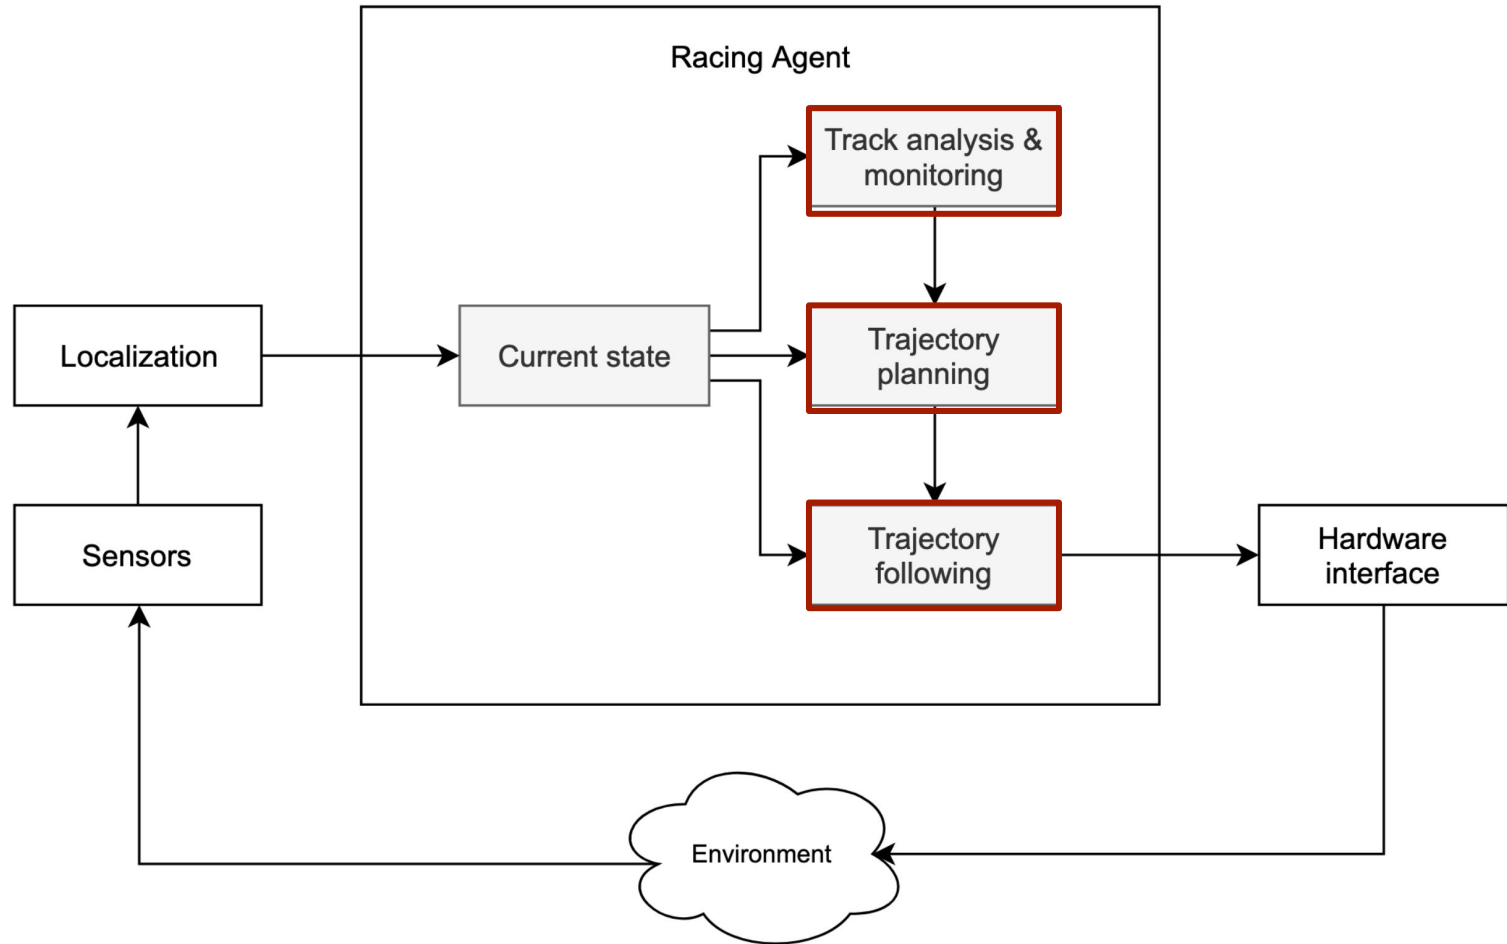 Racing Agent
Track analysis &
monitoring
Localization
Current state
Trajectory
planning
Sensors
Trajectory
following
Hardware
interface
Environment